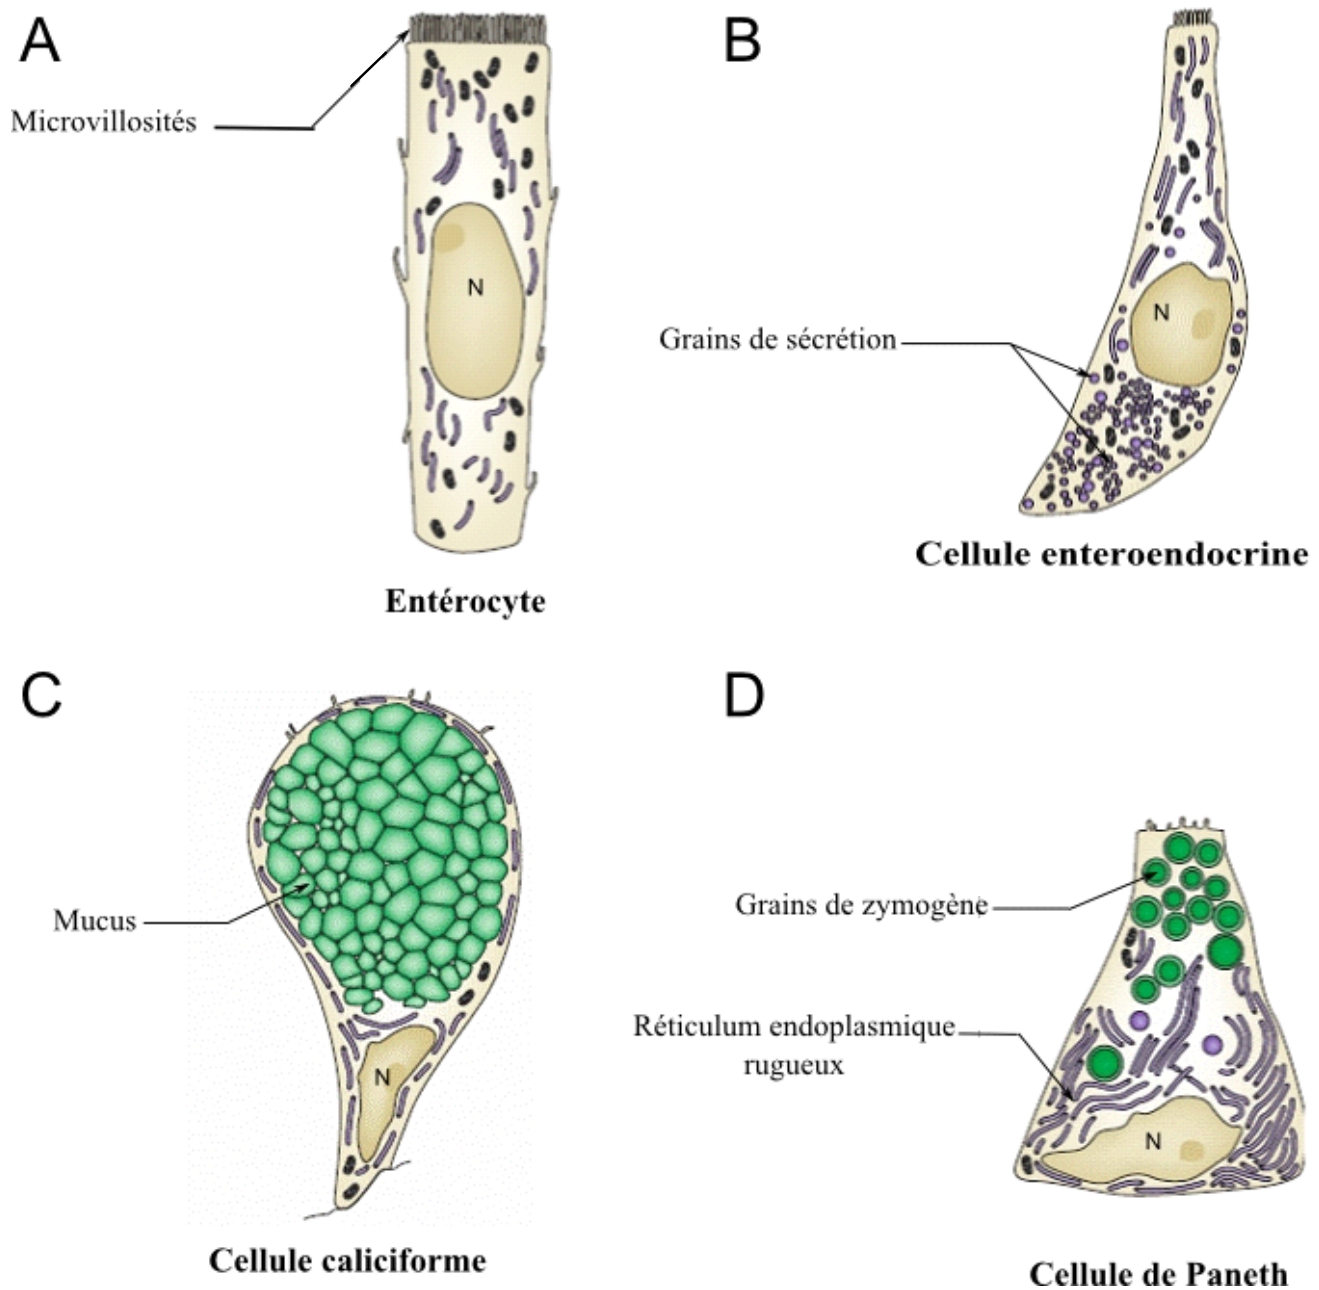 A
Microvillosités
N
Entérocyte
B
N
Grains de sécrétion
Cellule enteroendocrine
C
Mucus
N
Cellule caliciforme
D
Grains de zymogène
Réticulum endoplasmique
rugueux
N
Cellule de Paneth